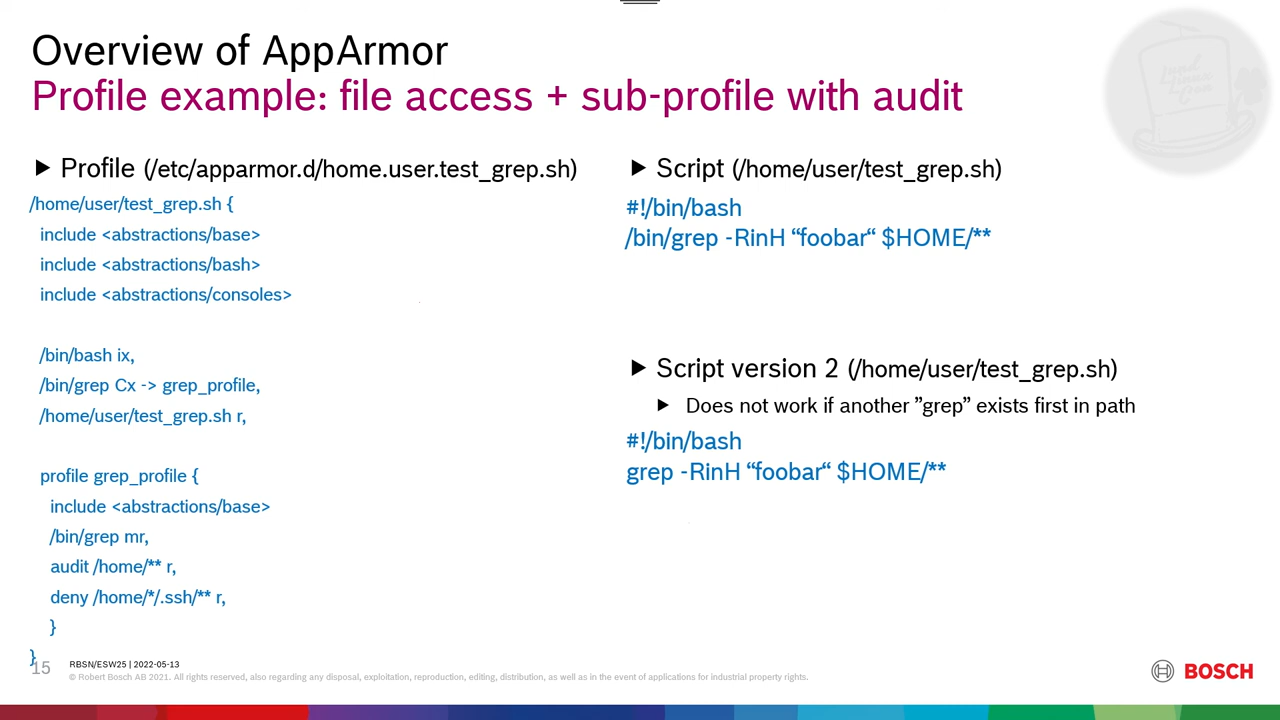 Overview of AppArmor
Profile example: file access + sub-profile with audit
Profile (/etc/apparmor.d/home.user.test_grep.sh)
/home/user/test_grep.sh {
include <abstractions/base>
include <abstractions/bash>
include <abstractions/consoles>
/bin/bash ix,
/bin/grep Cx -> grep_profile,
/home/user/test_grep.sh r,
profile grep_profile {
include <abstractions/base>
/bin/grep mr,
audit /home/** r,
deny /home/*/.ssh/** r,
}
}
Script (/home/user/test_grep.sh)
#!/bin/bash
/bin/grep -RinH “foobar“ $HOME/**
Script version 2 (/home/user/test_grep.sh)
Does not work if another ”grep” exists first in path
#!/bin/bash
grep -RinH “foobar“ $HOME/**
15
RBSN/ESW25 | 2022-05-13
© Robert Bosch AB 2021. All rights reserved, also regarding any disposal, exploitation, reproduction, editing, distribution, as well as in the event of applications for industrial property rights.
BOSCH